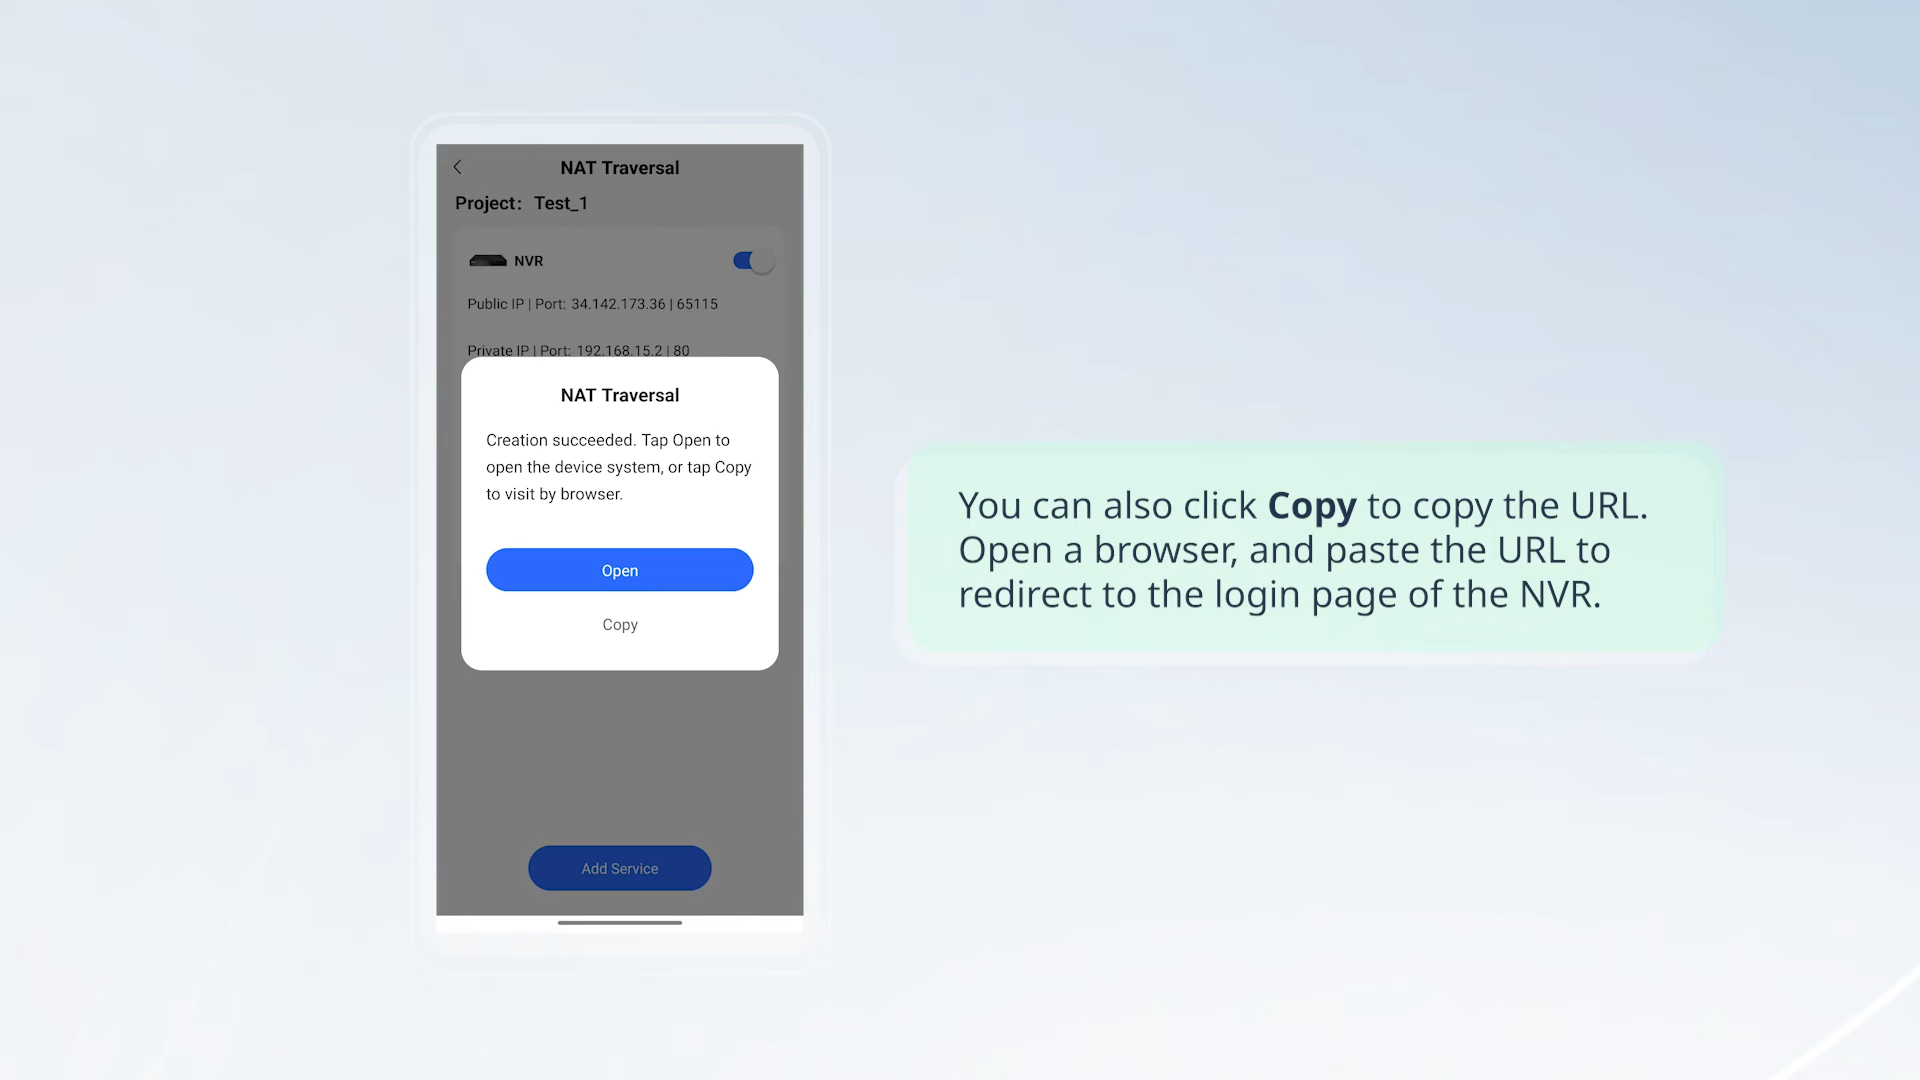 NAT Traversal
Project: Test_1
NVR
Public IP | Port: 34.142.173.36 | 65115
Private IP | Port: 192.168.15.2 | 80
NAT Traversal
Creation succeeded. Tap Open to
open the device system, or tap Copy
to visit by browser.
Open
Copy
Add Service
You can also click Copy to copy the URL.
Open a browser, and paste the URL to
redirect to the login page of the NVR.